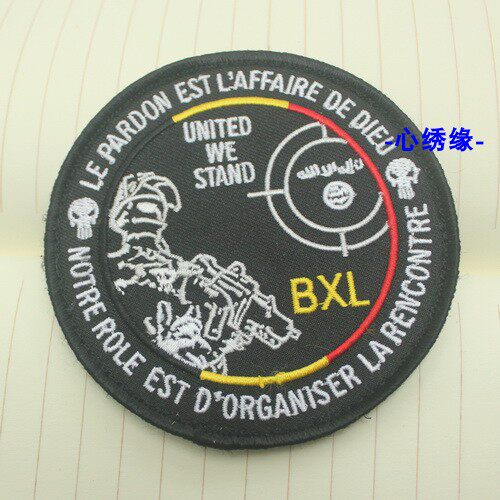 LE PARDON EST L'AFFAIRE DE DIEU
UNITED
WE
STAND
BXL
NOTRE ROLE EST D'ORGANISER LA RENCONTRE
-心绣缘-